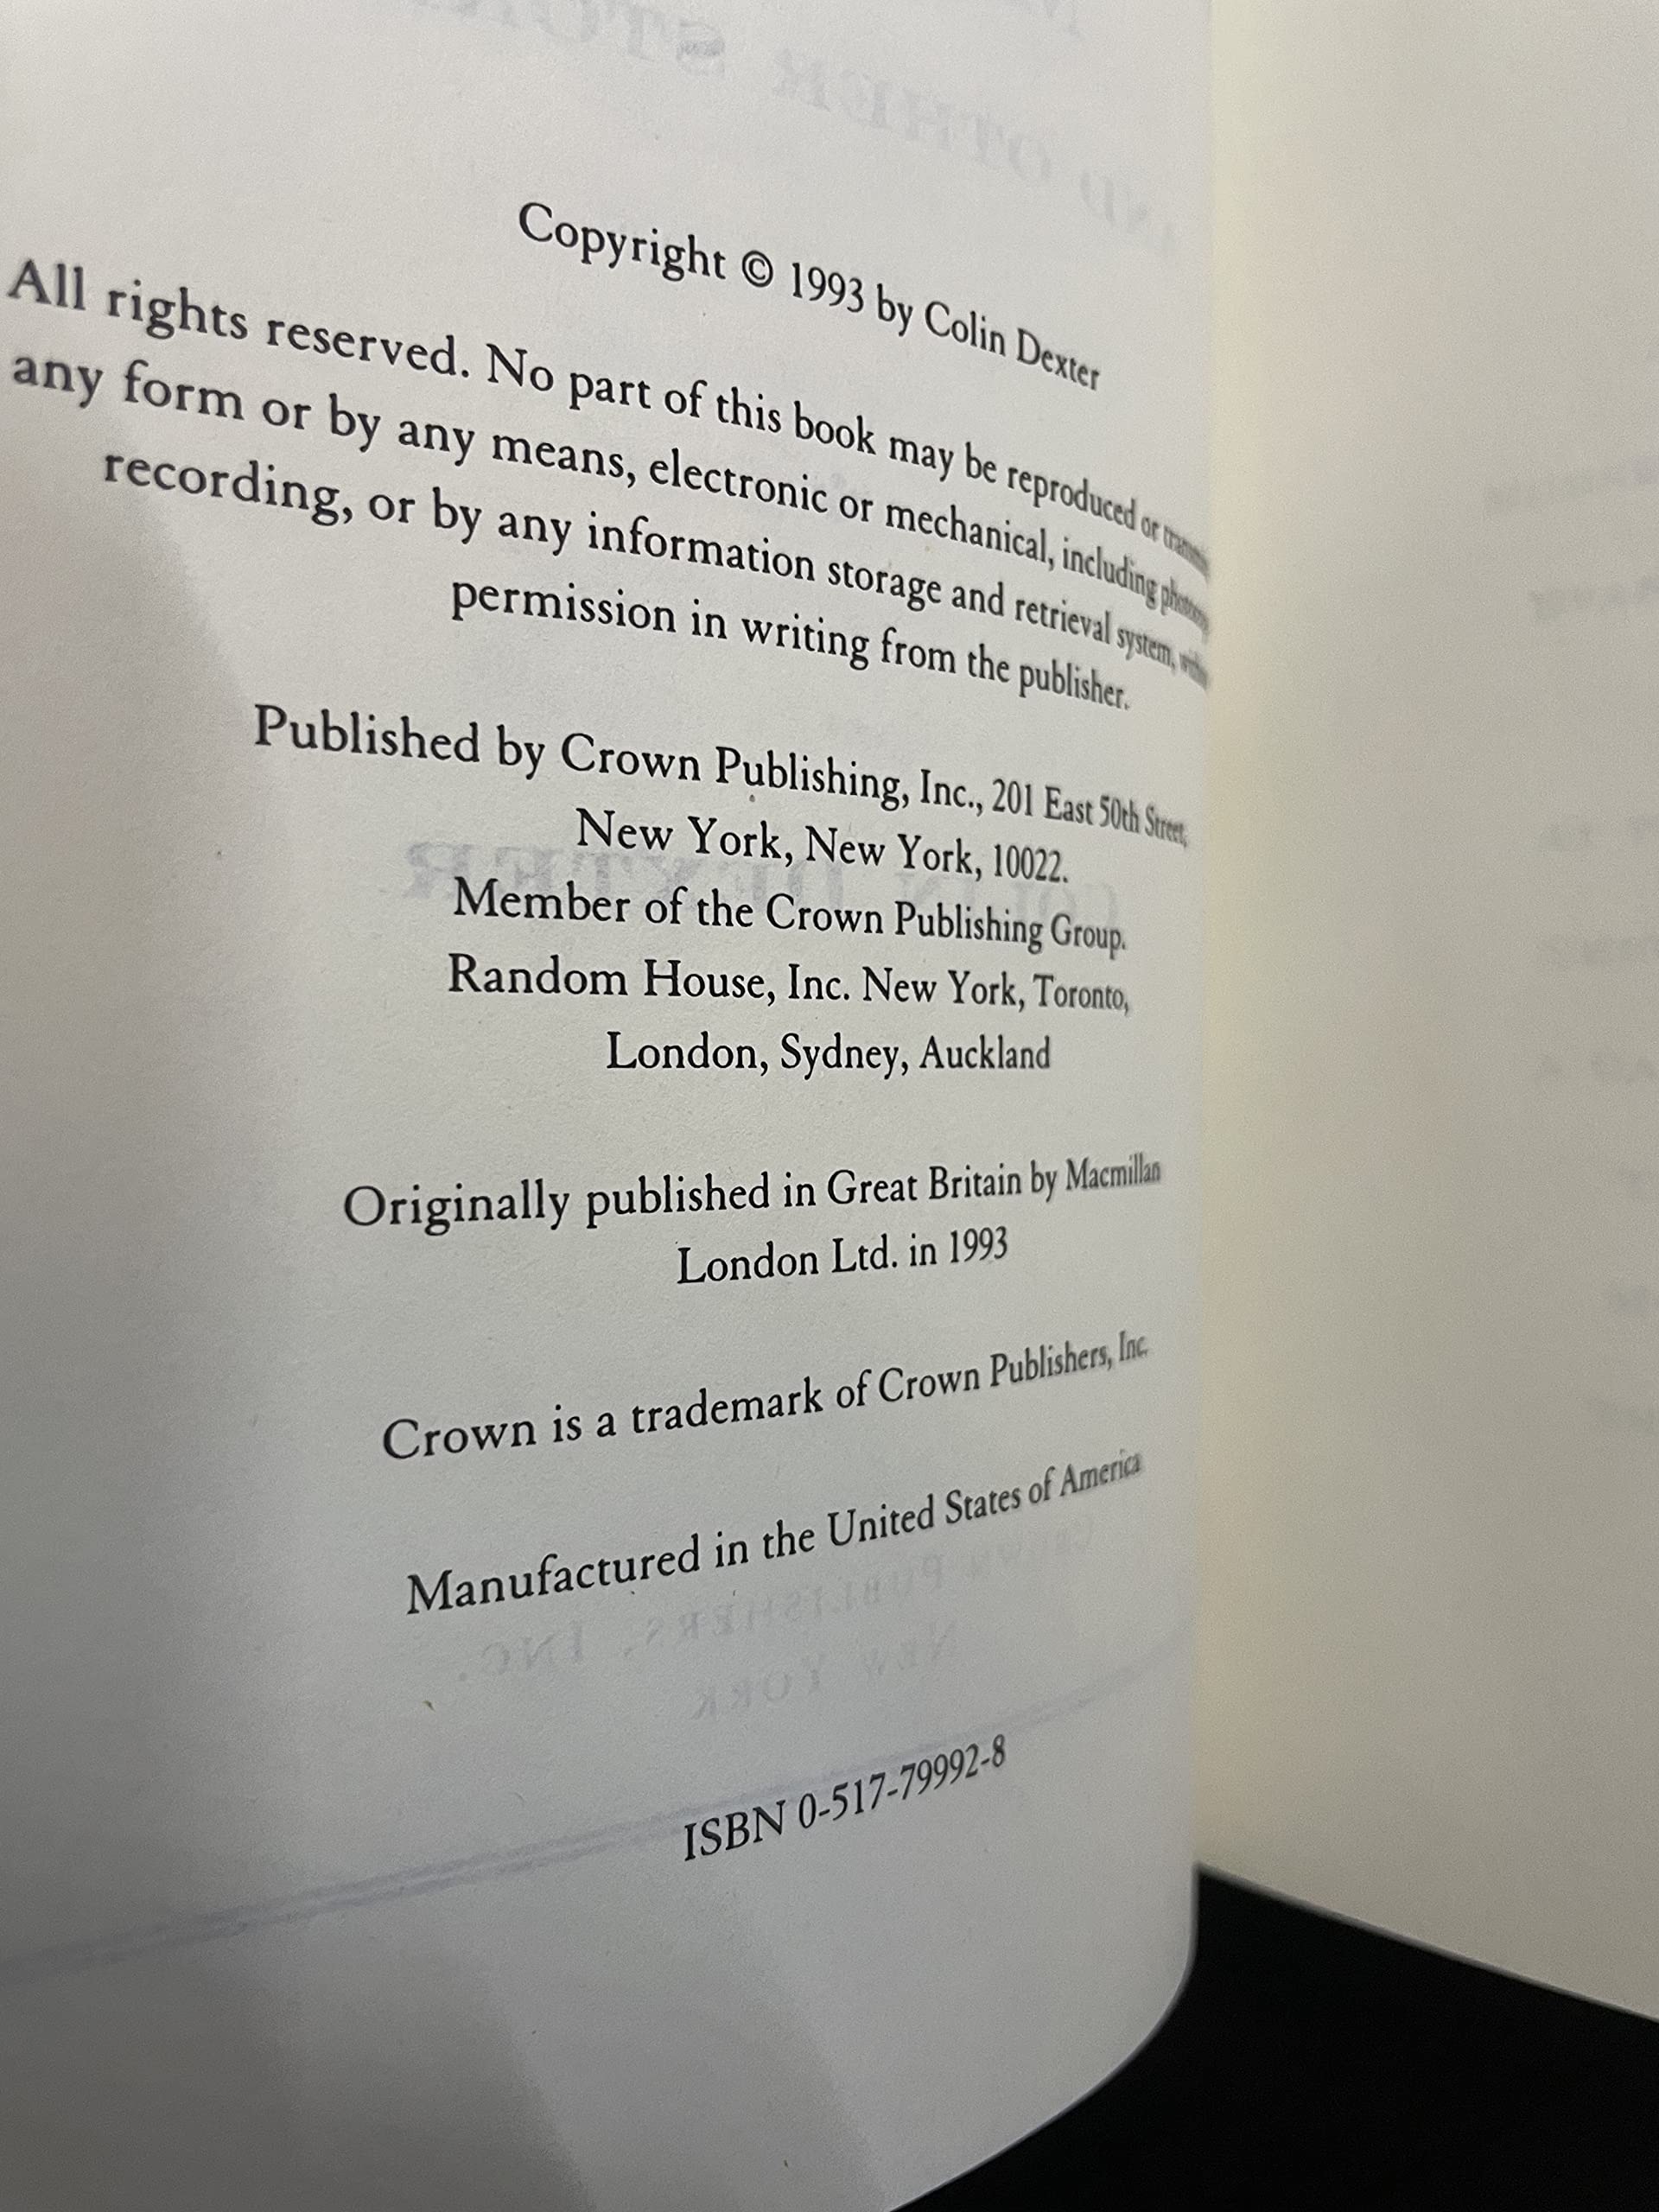 Copyright © 1993 by Colin Dexter
All rights reserved. No part of this book may be reproduced or
any form or by any means, electronic or mechanical, including
recording, or by any information storage and retrieval system,
permission in writing from the publisher.
Published by Crown Publishing, Inc., 201 East 50th Street,
New York, New York, 10022.
Member of the Crown Publishing Group.
Random House, Inc. New York, Toronto,
London, Sydney, Auckland
Originally published in Great Britain by Macmillan
London Ltd. in 1993
Crown is a trademark of Crown Publishers, Inc.
Manufactured in the United States of America
ISBN 0-517-79992-8